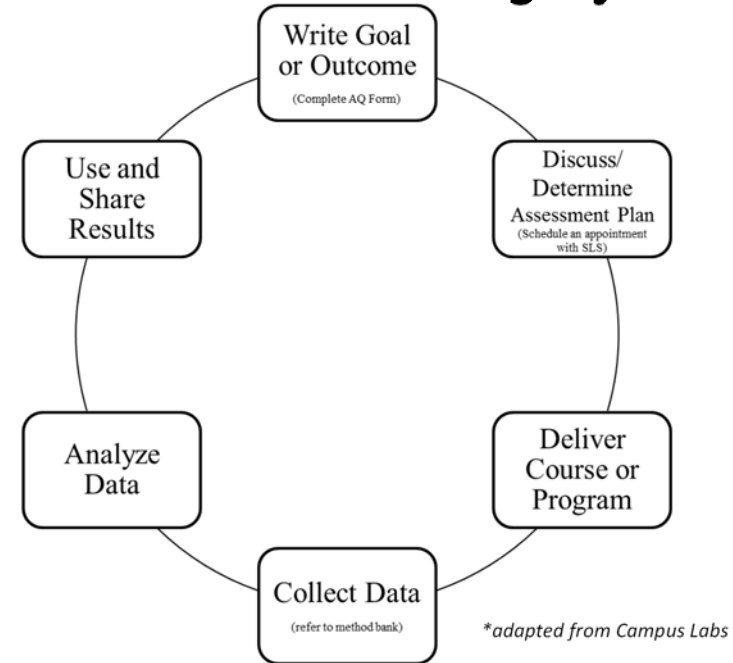 Write Goal
or Outcome
(Complete AQ Form)
Discuss/
Determine
Assessment Plan
(Schedule an appointment
with SLS)
Deliver
Course or
Program
Collect Data
(refer to method bank)
Analyze
Data
Use and
Share
Results
*adapted from Campus Labs